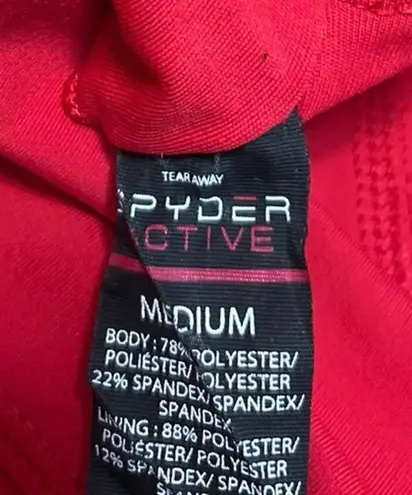 TEAR AWAY
SPYDER
ACTIVE
MEDIUM
BODY : 78% POLYESTER/
POLIÉSTER/ POLYESTER/
22% SPANDEX/ SPANDEX/
SPANDEX
LINING : 88% POLYESTER/
POLIÉSTER/ POLYESTER/
12% SPANDEX/ SPANDEX/
SPANDEX